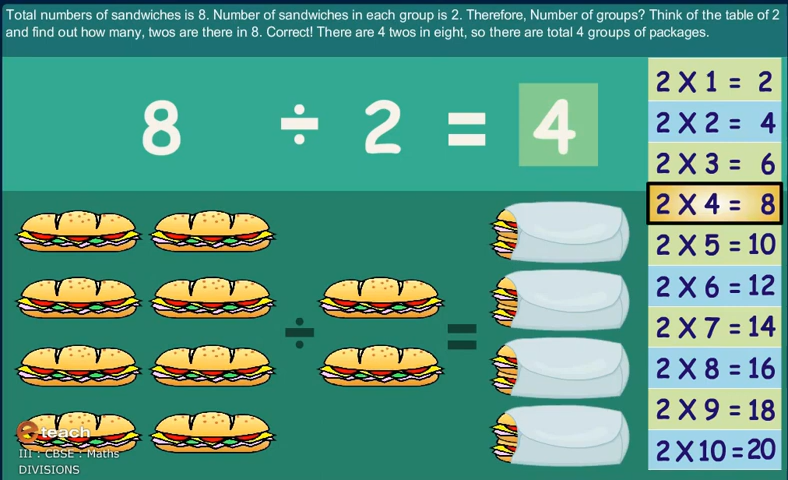 Total numbers of sandwiches is 8. Number of sandwiches in each group is 2. Therefore, Number of groups? Think of the table of 2
and find out how many, twos are there in 8. Correct! There are 4 twos in eight, so there are total 4 groups of packages.
8 ÷ 2 = 4
2 X 1 = 2
2 X 2 = 4
2 X 3 = 6
2 X 4 = 8
2 X 5 = 10
2 X 6 = 12
2 X 7 = 14
2 X 8 = 16
2 X 9 = 18
2 X 10 = 20
÷ =
e teach
III : CBSE : Maths
DIVISIONS